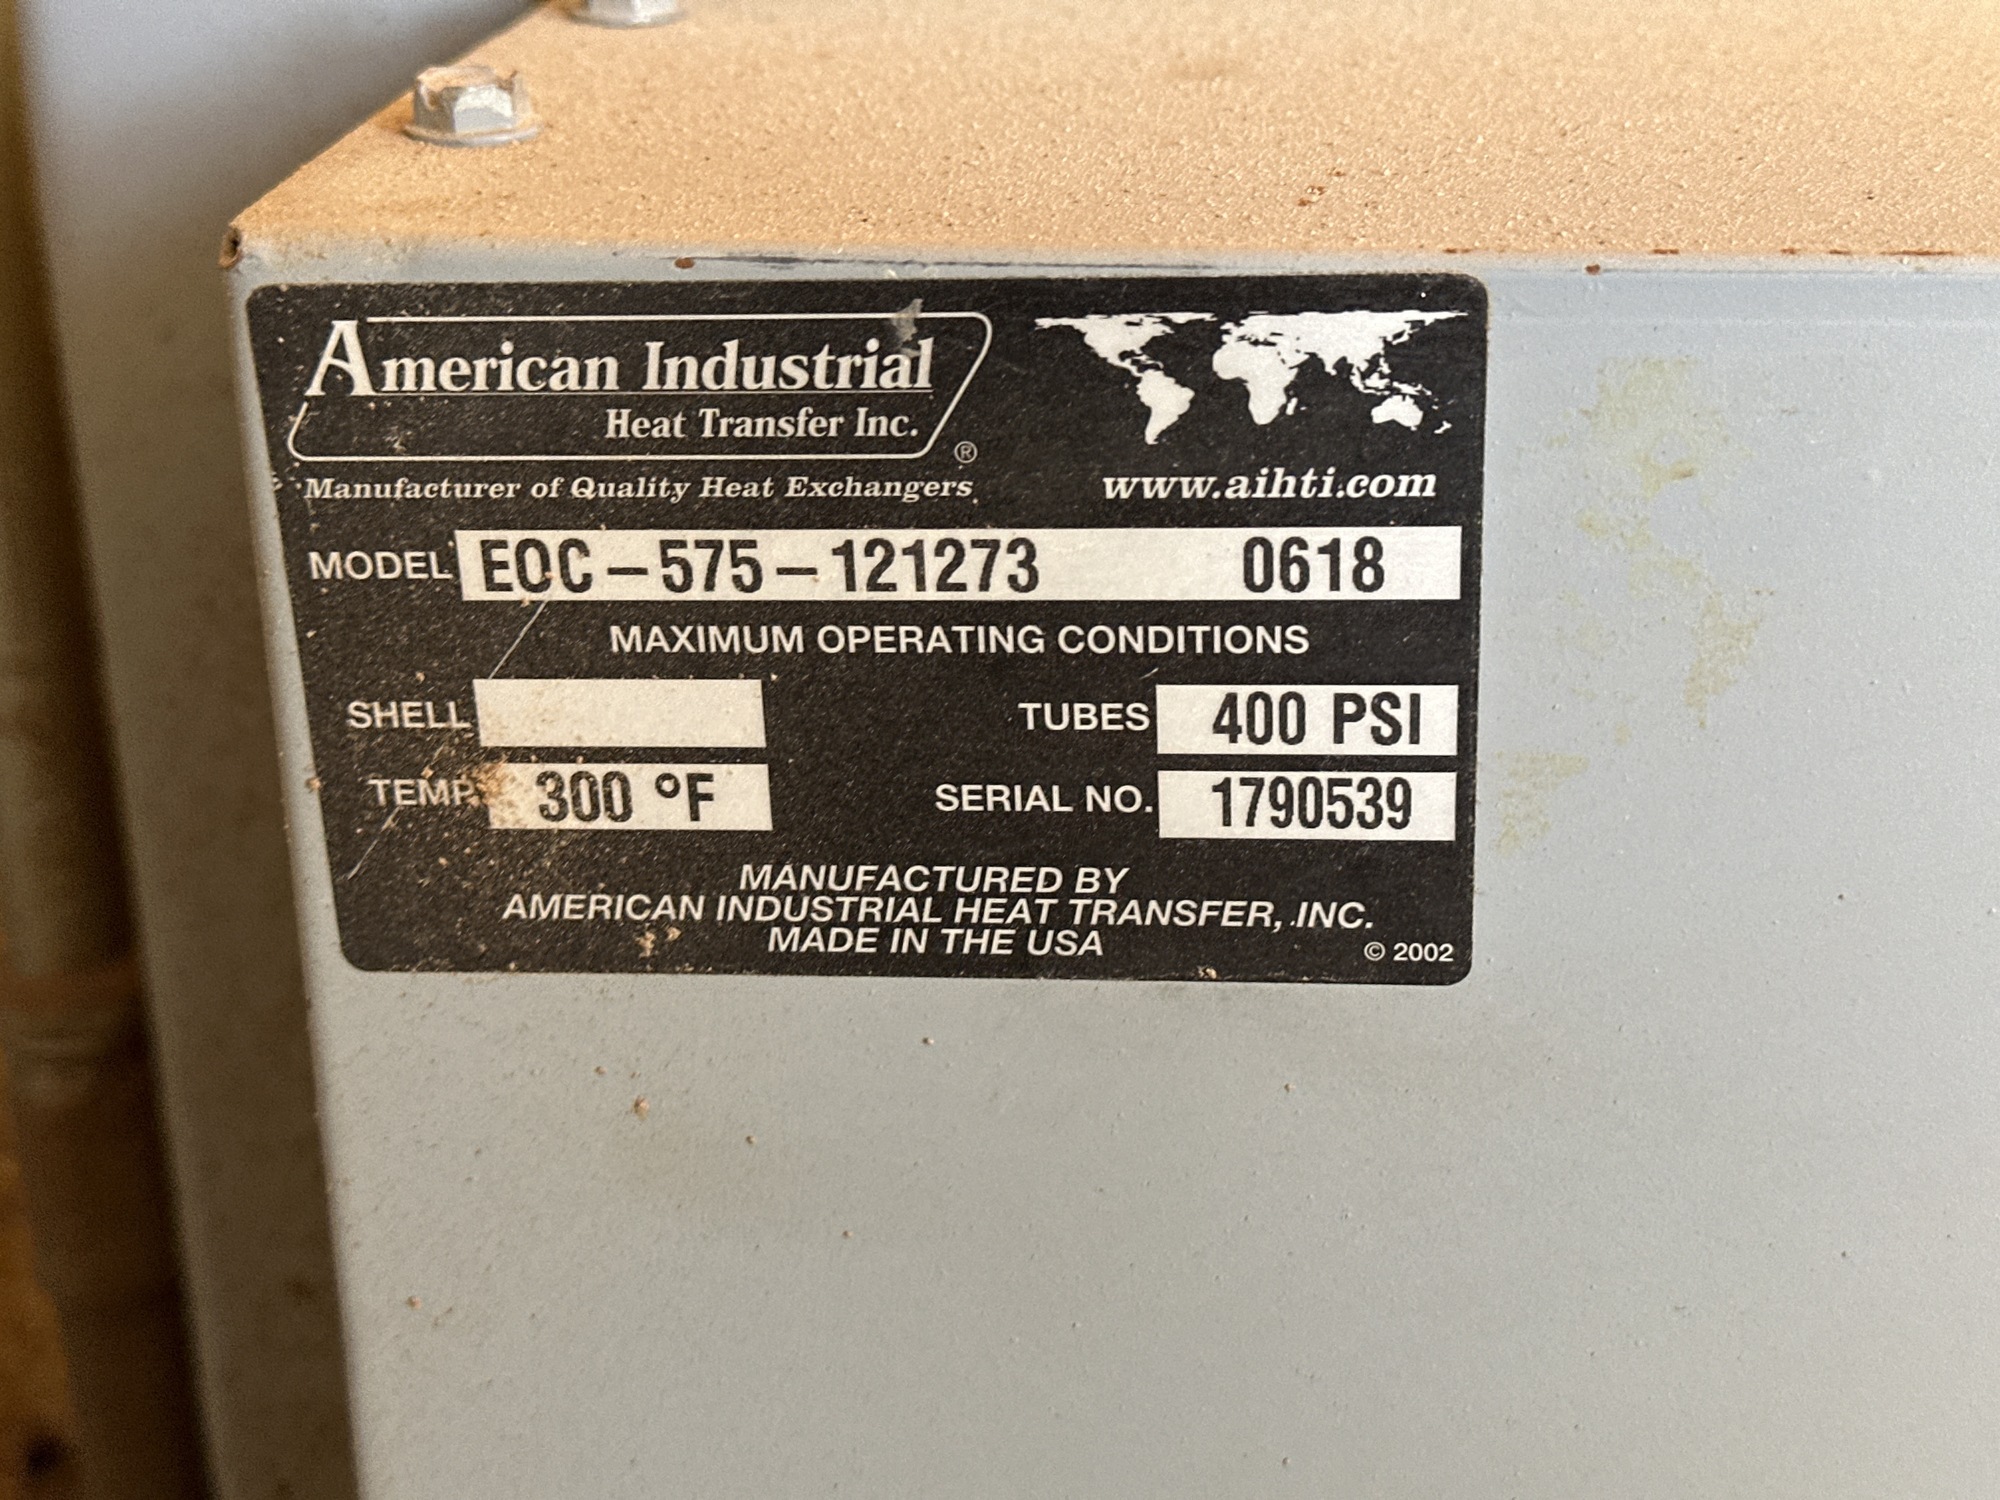 American Industrial
Heat Transfer Inc.
®
Manufacturer of Quality Heat Exchangers
www.aihti.com
MODEL EOC-575-121273 0618
MAXIMUM OPERATING CONDITIONS
SHELL TUBES 400 PSI
TEMP 300 °F SERIAL NO. 1790539
MANUFACTURED BY
AMERICAN INDUSTRIAL HEAT TRANSFER, INC.
MADE IN THE USA
© 2002